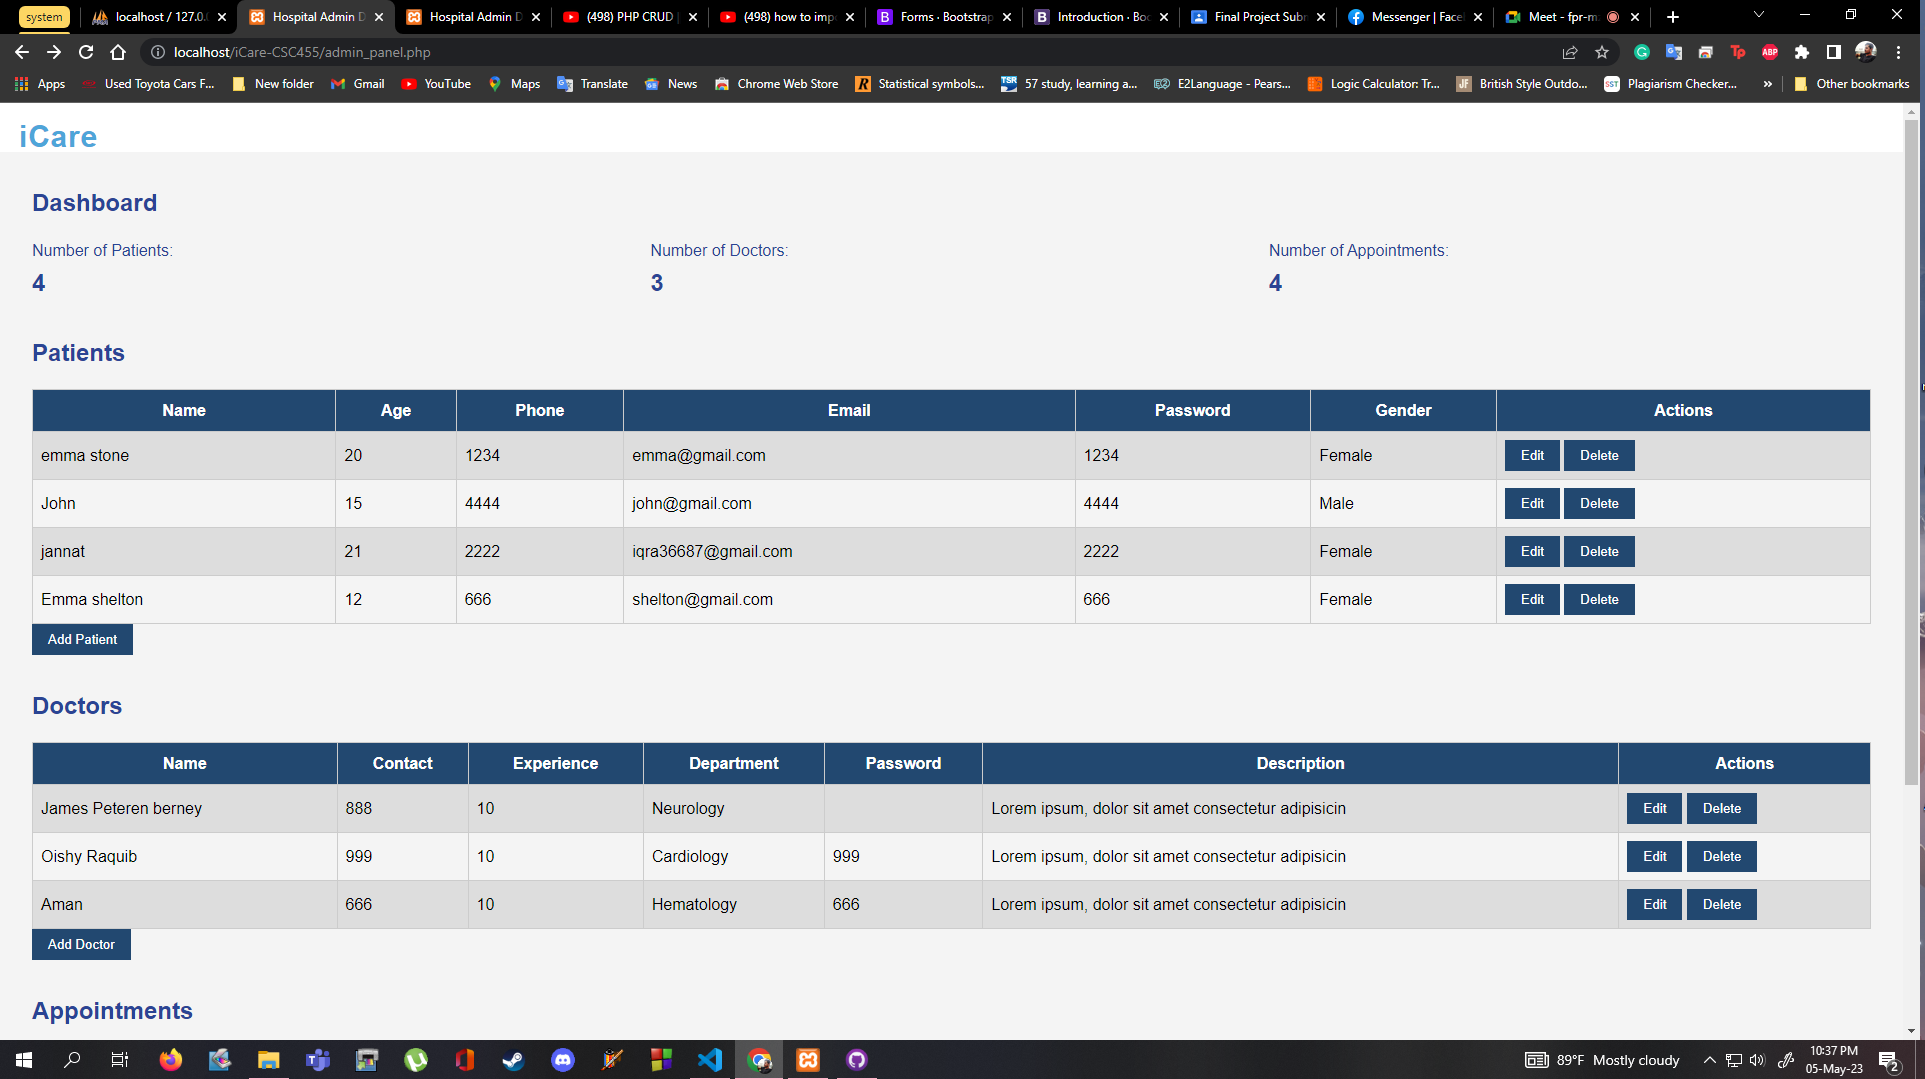 system
localhost / 127.0.
Hospital Admin D
Hospital Admin D
(498) PHP CRUD |
(498) how to imp
Forms · Bootstrap
Introduction · Boo
Final Project Sub
Messenger | Face
Meet - fpr-m
localhost/iCare-CSC455/admin_panel.php
Apps
Used Toyota Cars F...
New folder
Gmail
YouTube
Maps
Translate
News
Chrome Web Store
Statistical symbols...
57 study, learning a...
E2Language - Pears...
Logic Calculator: Tr...
British Style Outdo...
Plagiarism Checker...
»
Other bookmarks
iCare
Dashboard
Number of Patients: Number of Doctors: Number of Appointments:
4 3 4
Patients
Name Age Phone Email Password Gender Actions
emma stone 20 1234 emma@gmail.com 1234 Female Edit Delete
John 15 4444 john@gmail.com 4444 Male Edit Delete
jannat 21 2222 iqra36687@gmail.com 2222 Female Edit Delete
Emma shelton 12 666 shelton@gmail.com 666 Female Edit Delete
Add Patient
Doctors
Name Contact Experience Department Password Description Actions
James Peteren berney 888 10 Neurology Lorem ipsum, dolor sit amet consectetur adipisicin Edit Delete
Oishy Raquib 999 10 Cardiology 999 Lorem ipsum, dolor sit amet consectetur adipisicin Edit Delete
Aman 666 10 Hematology 666 Lorem ipsum, dolor sit amet consectetur adipisicin Edit Delete
Add Doctor
Appointments
89°F Mostly cloudy
10:37 PM
05-May-23
2